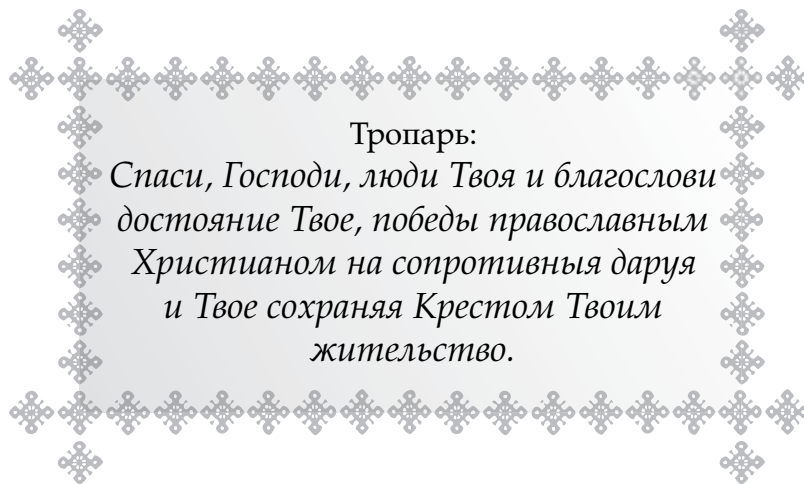 Тропарь:
Спаси, Господи, люди Твоя и благослови
достояние Твое, победы православным
Христианом на сопротивныя даруя
и Твое сохраняя Крестом Твоим
жительство.